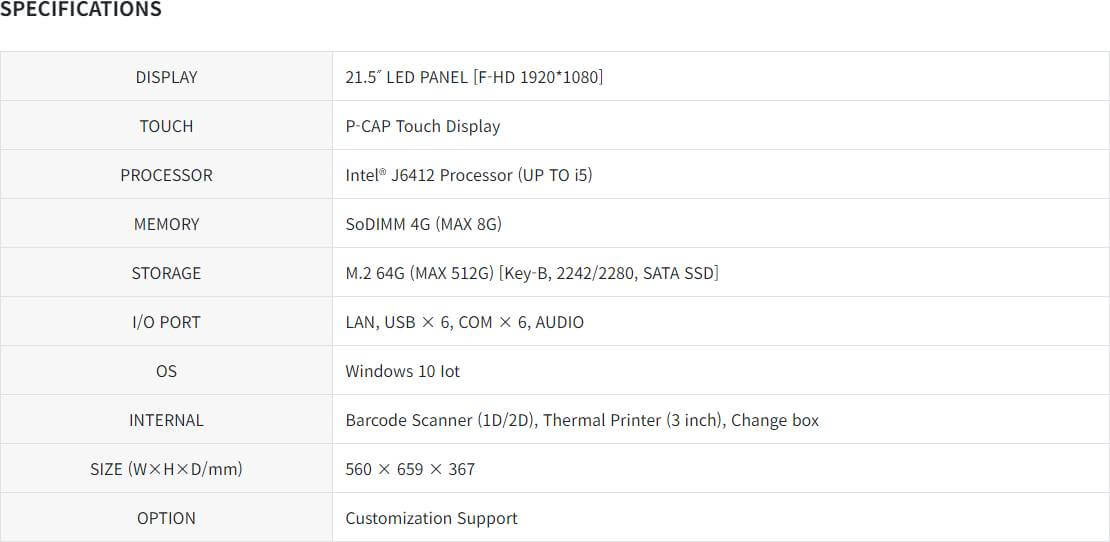 SPECIFICATIONS
DISPLAY 21.5˝ LED PANEL [F-HD 1920*1080]
TOUCH P-CAP Touch Display
PROCESSOR Intel® J6412 Processor (UP TO i5)
MEMORY SoDIMM 4G (MAX 8G)
STORAGE M.2 64G (MAX 512G) [Key-B, 2242/2280, SATA SSD]
I/O PORT LAN, USB × 6, COM × 6, AUDIO
OS Windows 10 Iot
INTERNAL Barcode Scanner (1D/2D), Thermal Printer (3 inch), Change box
SIZE (W×H×D/mm) 560 × 659 × 367
OPTION Customization Support